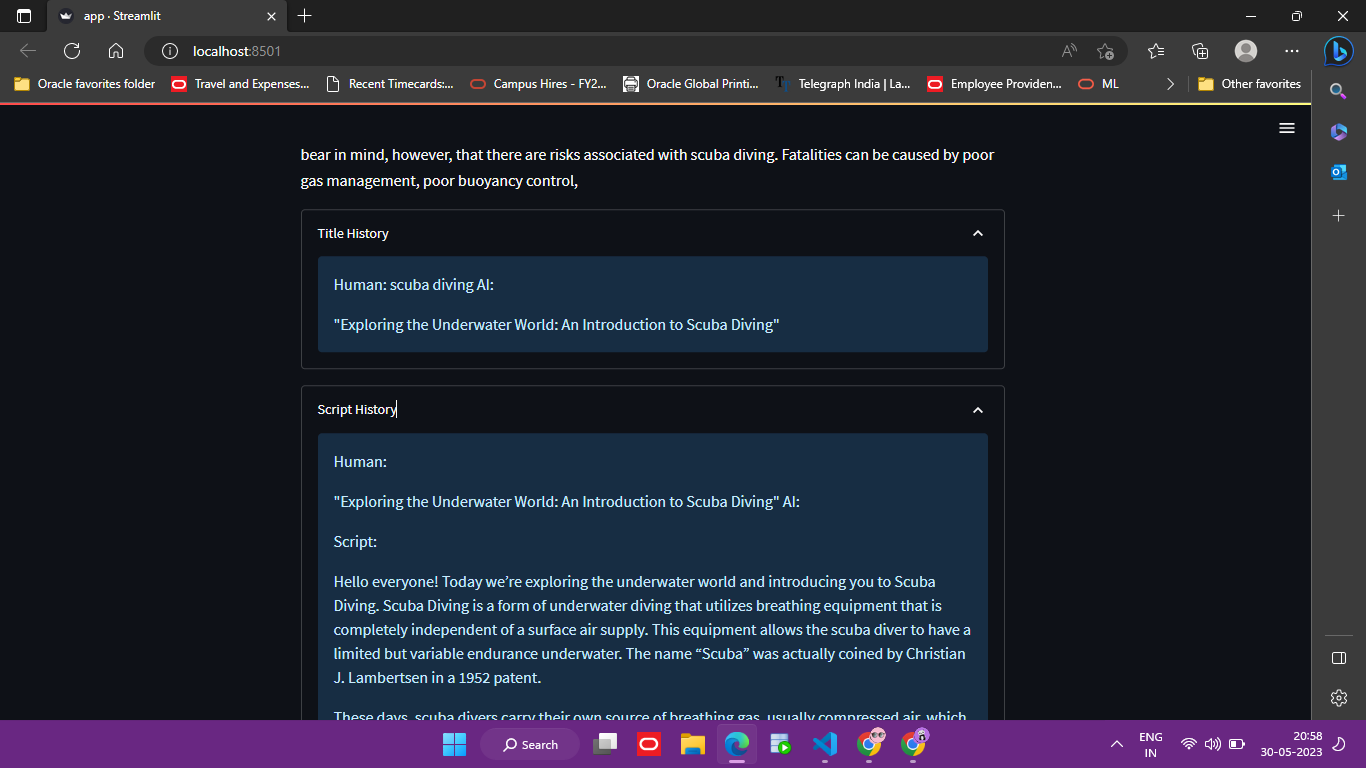 app · Streamlit
localhost:8501
Oracle favorites folder
Travel and Expenses...
Recent Timecards:...
Campus Hires - FY2...
Oracle Global Printi...
Telegraph India | La...
Employee Providen...
ML
Other favorites
bear in mind, however, that there are risks associated with scuba diving. Fatalities can be caused by poor
gas management, poor buoyancy control,
Title History
Human: scuba diving AI:
"Exploring the Underwater World: An Introduction to Scuba Diving"
Script History
Human:
"Exploring the Underwater World: An Introduction to Scuba Diving" AI:
Script:
Hello everyone! Today we’re exploring the underwater world and introducing you to Scuba
Diving. Scuba Diving is a form of underwater diving that utilizes breathing equipment that is
completely independent of a surface air supply. This equipment allows the scuba diver to have a
limited but variable endurance underwater. The name “Scuba” was actually coined by Christian
J. Lambertsen in a 1952 patent.
These days, scuba divers carry their own source of breathing gas, usually compressed air, which
Search
ENG
IN
20:58
30-05-2023